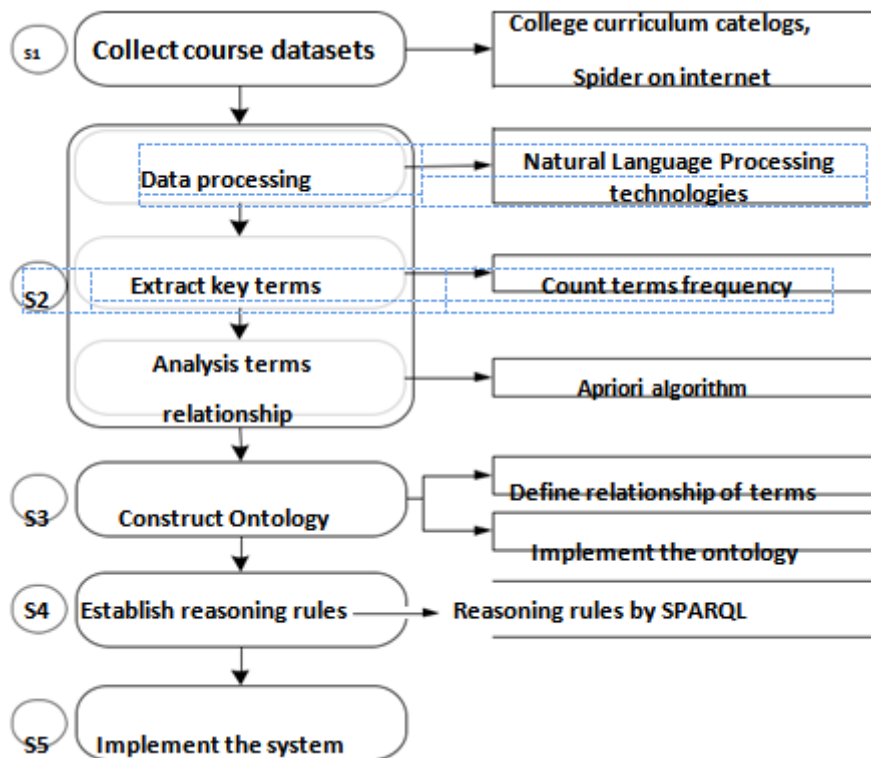 S1
Collect course datasets
College curriculum catelogs,
Spider on internet
Data processing
Natural Language Processing
technologies
S2
Extract key terms
Count terms frequency
Analysis terms
relationship
Apriori algorithm
S3
Construct Ontology
Define relationship of terms
Implement the ontology
S4
Establish reasoning rules
Reasoning rules by SPARQL
S5
Implement the system